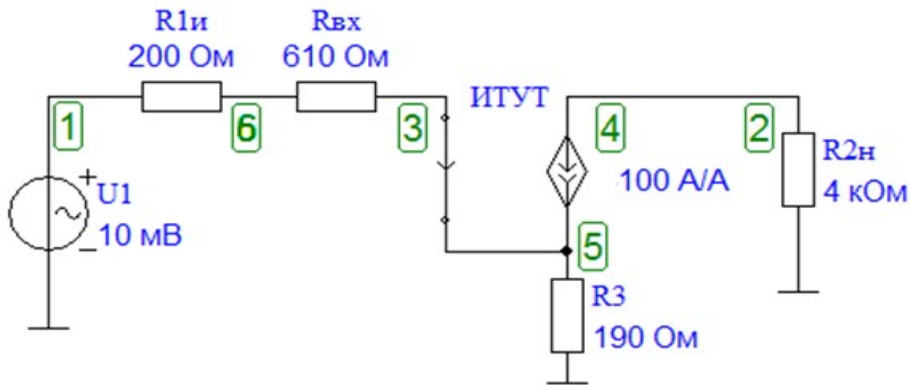 R1и
200 Ом
Rвх
610 Ом
ИТУТ
1
6
3
4
2
+
U1
10 мВ
−
100 А/А
R2н
4 кОм
5
R3
190 Ом